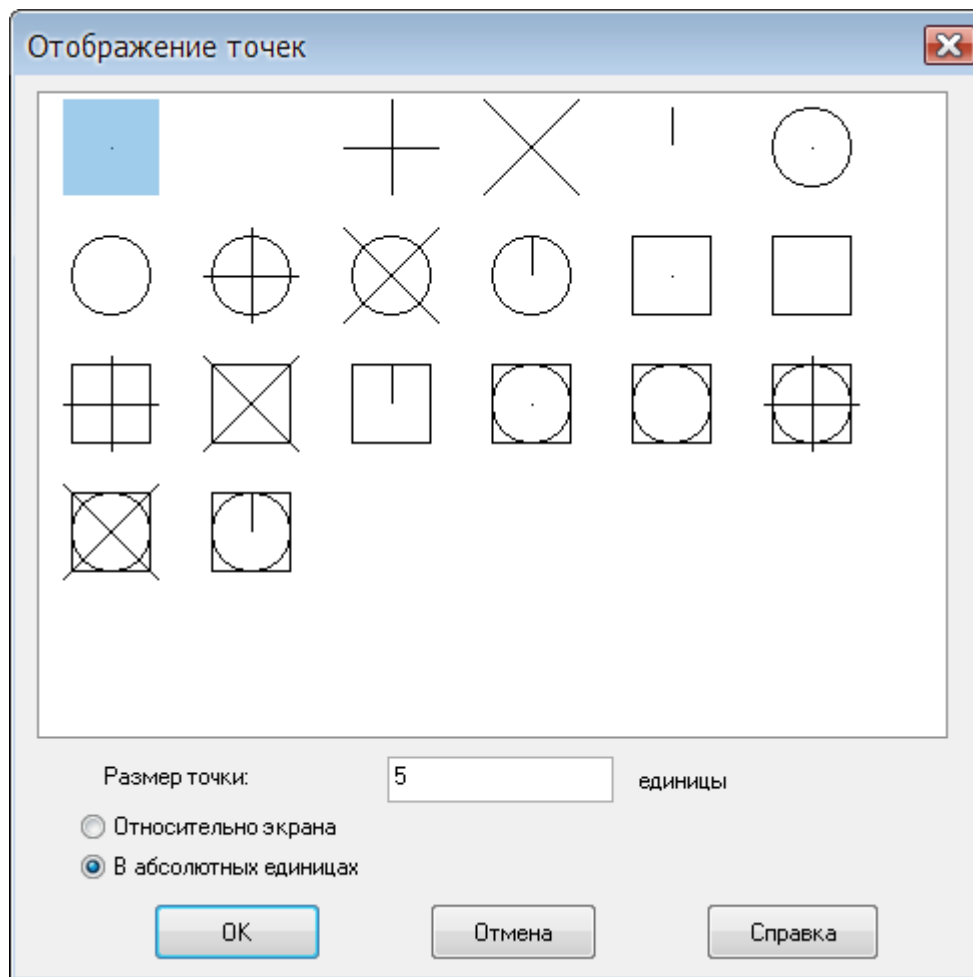 Отображение точек
Размер точки: 5 единицы
Относительно экрана
В абсолютных единицах
OK Отмена Справка